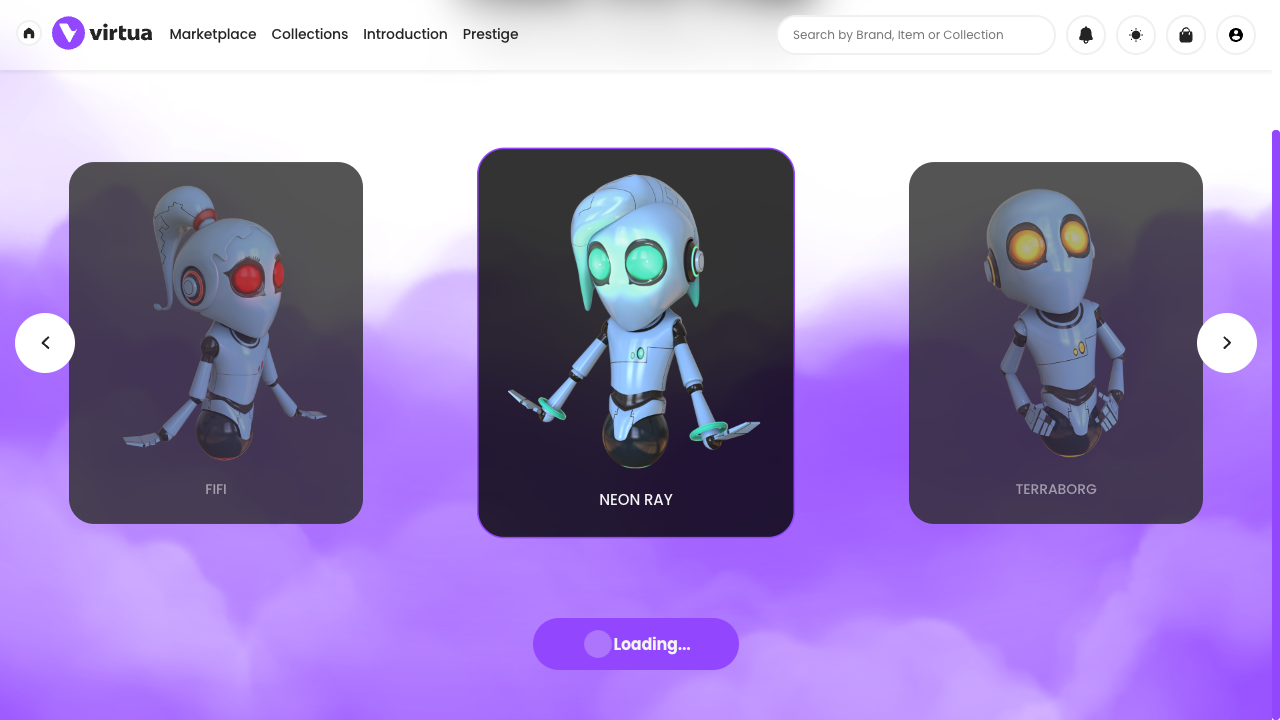 virtua Marketplace Collections Introduction Prestige Search by Brand, Item or Collection
FIFI
NEON RAY
TERRABORG
Loading...